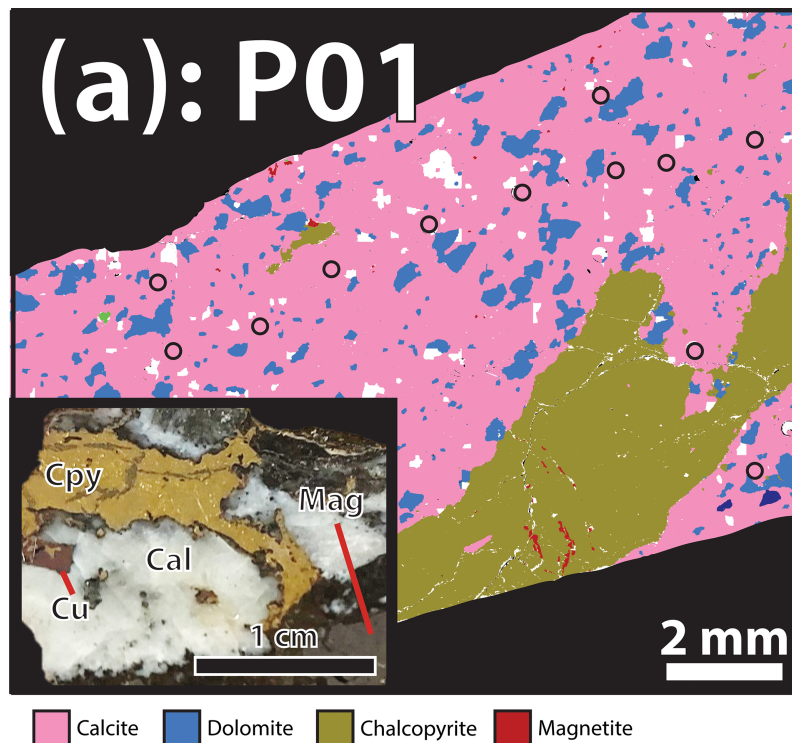 (a): P01
Cpy
Mag
Cal
Cu
1 cm
2 mm
Calcite Dolomite Chalcopyrite Magnetite